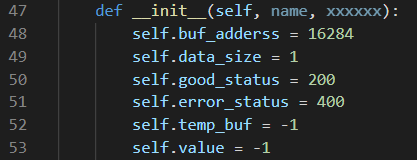 47 def __init__(self, name, xxxxxx):
48 self.buf_adderss = 16284
49 self.data_size = 1
50 self.good_status = 200
51 self.error_status = 400
52 self.temp_buf = -1
53 self.value = -1